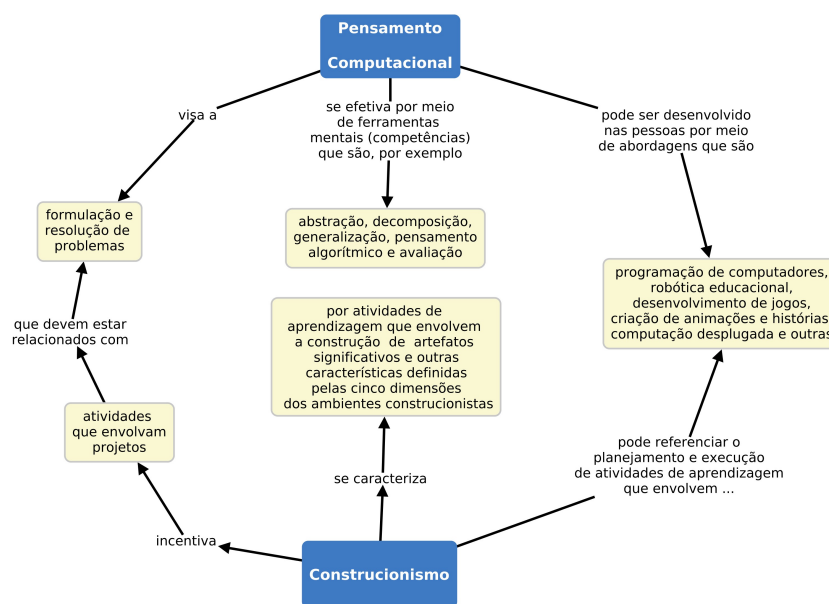 Pensamento
Computacional
visa a
se efetiva por meio
de ferramentas
mentais (competências)
que são, por exemplo
pode ser desenvolvido
nas pessoas por meio
de abordagens que são
formulação e
resolução de
problemas
abstração, decomposição,
generalização, pensamento
algorítmico e avaliação
programação de computadores,
robótica educacional,
desenvolvimento de jogos,
criação de animações e histórias
computação desplugada e outras
que devem estar
relacionados com
por atividades de
aprendizagem que envolvem
a construção de artefatos
significativos e outras
características definidas
pelas cinco dimensões
dos ambientes construcionistas
atividades
que envolvam
projetos
pode referenciar o
planejamento e execução
de atividades de aprendizagem
que envolvem ...
se caracteriza
incentiva
Construcionismo